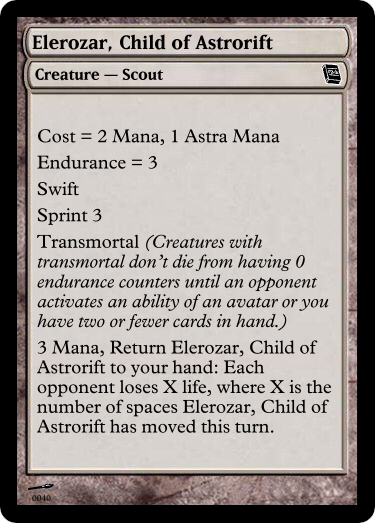 Elerozar, Child of Astrorift
Creature — Scout
Cost = 2 Mana, 1 Astra Mana
Endurance = 3
Swift
Sprint 3
Transmortal (Creatures with
transmortal don't die from having 0
endurance counters until an opponent
activates an ability of an avatar or you
have two or fewer cards in hand.)
3 Mana, Return Elerozar, Child of
Astrorift to your hand: Each
opponent loses X life, where X is the
number of spaces Elerozar, Child of
Astrorift has moved this turn.
0040